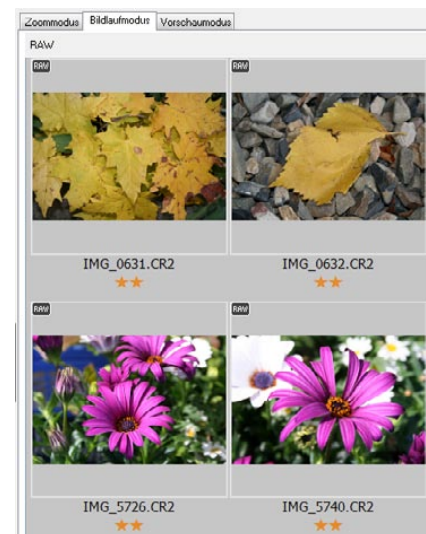 Zoommodus Bildlaufmodus Vorschaumodus
RAW
RAW RAW
IMG_0631.CR2 IMG_0632.CR2
RAW RAW
IMG_5726.CR2 IMG_5740.CR2